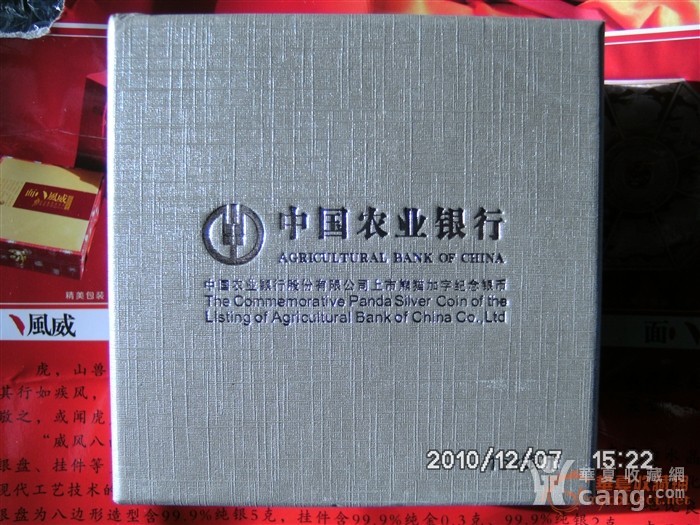 中国农业银行
AGRICULTURAL BANK OF CHINA
中国农业银行股份有限公司上市熊猫加字纪念银币
The Commemorative Panda Silver Coin of the
Listing of Agricultural Bank of China Co.,Ltd
風威
精美包装
風威
虎，山兽
其行如疾风，
敬之，或闻虎
"威风八
银盘、挂件等
现代工艺技术的
银盘为八边形造型含99.9%纯银5克，挂件含99.9%纯金0.3克，99.9%纯银
2010/12/07 15:22
華夏收藏網
cang.com